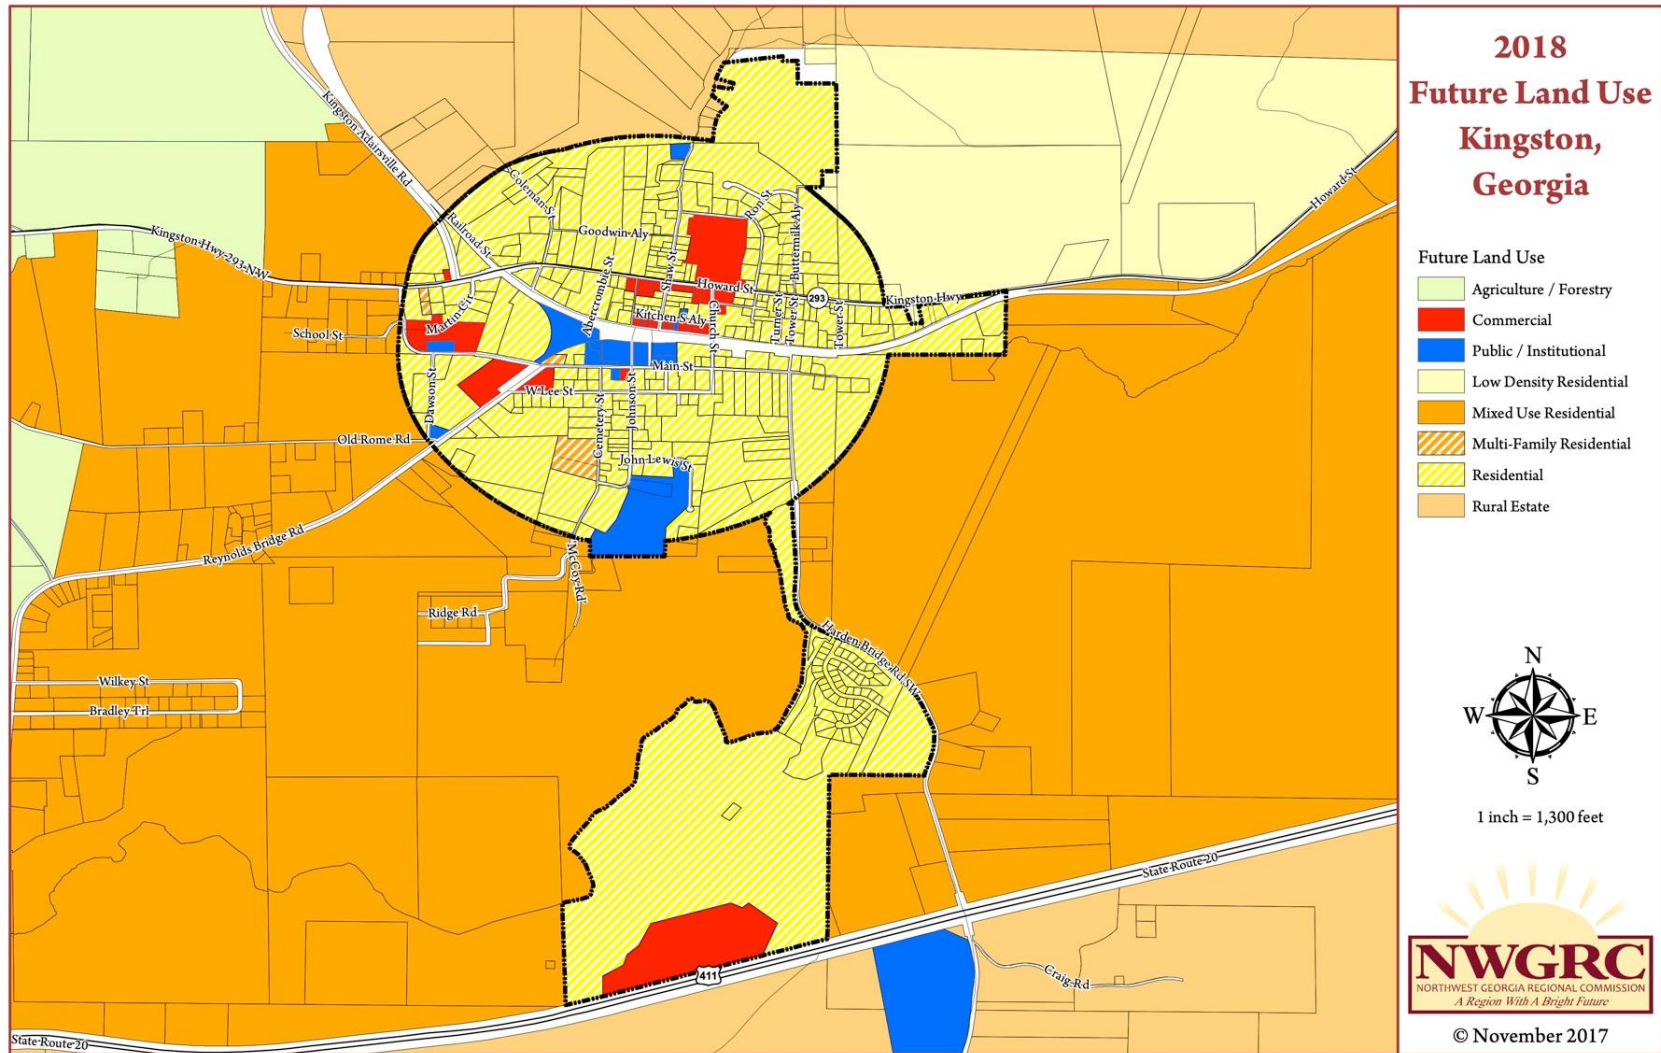 2018
Future Land Use
Kingston,
Georgia
Future Land Use
Agriculture / Forestry
Commercial
Public / Institutional
Low Density Residential
Mixed Use Residential
Multi-Family Residential
Residential
Rural Estate
N
W
E
S
1 inch = 1,300 feet
NWGRC
NORTHWEST GEORGIA REGIONAL COMMISSION
A Region With A Bright Future
© November 2017
Kingston Adairsville Rd
Howard St
Coleman St
Ron St
Railroad St
Goodwin Aly
Buttermilk Aly
Kingston Hwy 293 NW
Abercrombie St
Shaw St
Howard St
293
Kingston Hwy
Martin Cir
Kitchen S Aly
Church St
Turner St
Tower St
Tower St
School St
Main St
W Lee St
Dawson St
Cemetery St
Johnson St
Old Rome Rd
John Lewis St
Reynolds Bridge Rd
McCoy Rd
Ridge Rd
Harden Bridge Rd SW
Wilkey St
Bradley Trl
State Route 20
411
Craig Rd
State Route 20